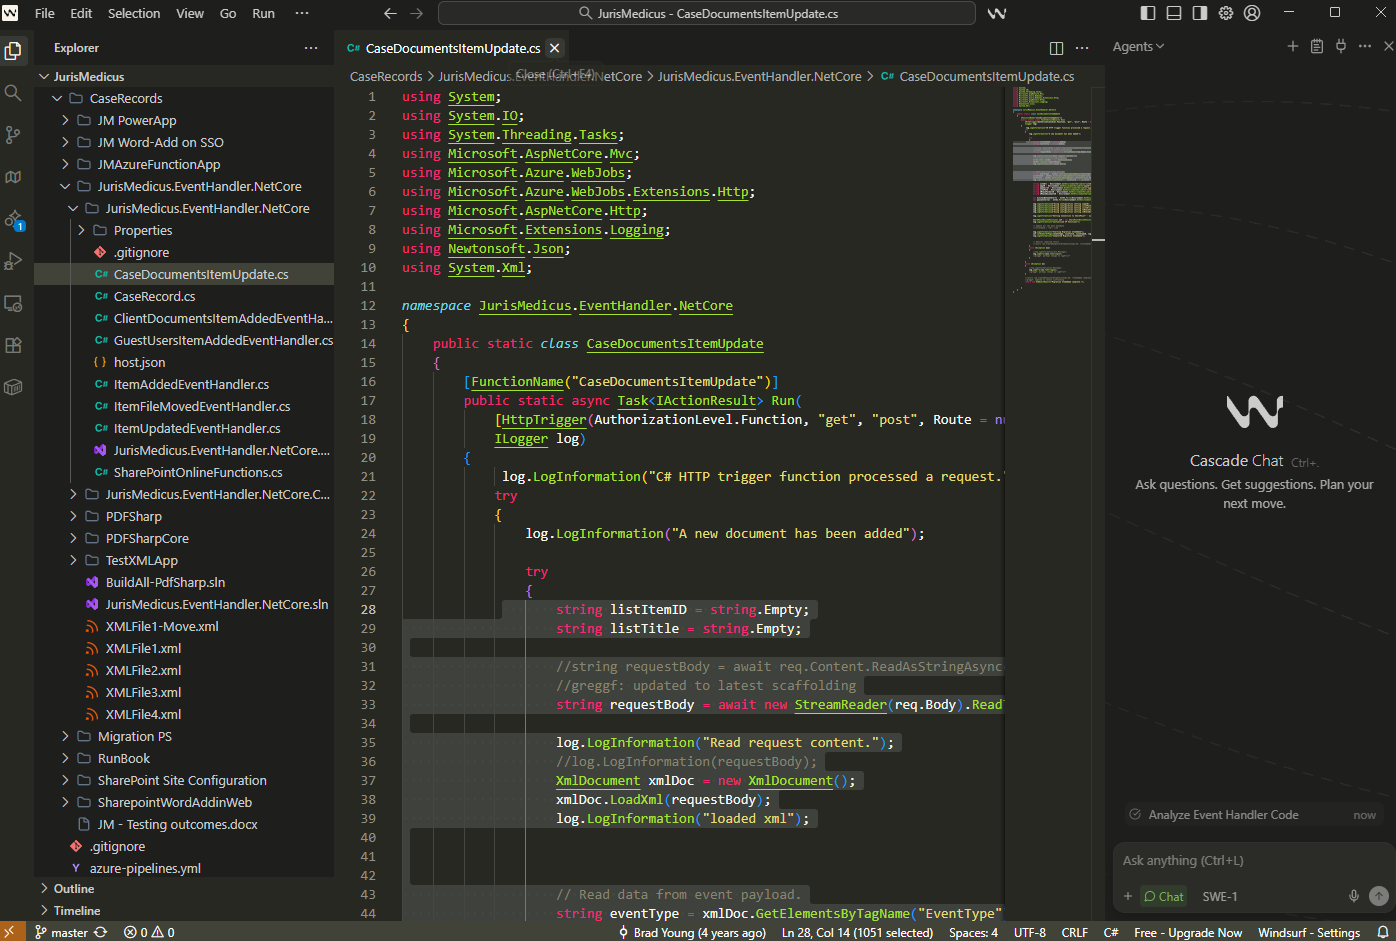 File Edit Selection View Go Run ···
JurisMedicus - CaseDocumentsItemUpdate.cs
Explorer
JurisMedicus
CaseRecords
JM PowerApp
JM Word-Add on SSO
JMAzureFunctionApp
JurisMedicus.EventHandler.NetCore
JurisMedicus.EventHandler.NetCore
Properties
.gitignore
C# CaseDocumentsItemUpdate.cs
C# CaseRecord.cs
C# ClientDocumentsItemAddedEventHa...
C# GuestUsersItemAddedEventHandler.cs
{ } host.json
C# ItemAddedEventHandler.cs
C# ItemFileMovedEventHandler.cs
C# ItemUpdatedEventHandler.cs
JurisMedicus.EventHandler.NetCore....
C# SharePointOnlineFunctions.cs
JurisMedicus.EventHandler.NetCore.C...
PDFSharp
PDFSharpCore
TestXMLApp
BuildAll-PdfSharp.sln
JurisMedicus.EventHandler.NetCore.sln
XMLFile1-Move.xml
XMLFile1.xml
XMLFile2.xml
XMLFile3.xml
XMLFile4.xml
Migration PS
RunBook
SharePoint Site Configuration
SharepointWordAddinWeb
JM - Testing outcomes.docx
.gitignore
Y azure-pipelines.yml
Outline
Timeline
1
C# CaseDocumentsItemUpdate.cs
Close (Ctrl+F4)
CaseRecords > JurisMedicus.EventHandler.NetCore > JurisMedicus.EventHandler.NetCore > C# CaseDocumentsItemUpdate.cs
1 using System;
2 using System.IO;
3 using System.Threading.Tasks;
4 using Microsoft.AspNetCore.Mvc;
5 using Microsoft.Azure.WebJobs;
6 using Microsoft.Azure.WebJobs.Extensions.Http;
7 using Microsoft.AspNetCore.Http;
8 using Microsoft.Extensions.Logging;
9 using Newtonsoft.Json;
10 using System.Xml;
11
12 namespace JurisMedicus.EventHandler.NetCore
13 {
14 public static class CaseDocumentsItemUpdate
15 {
16 [FunctionName("CaseDocumentsItemUpdate")]
17 public static async Task<IActionResult> Run(
18 [HttpTrigger(AuthorizationLevel.Function, "get", "post", Route = nu
19 ILogger log)
20 {
21 log.LogInformation("C# HTTP trigger function processed a request."
22 try
23 {
24 log.LogInformation("A new document has been added");
25
26 try
27 {
28 string listItemID = string.Empty;
29 string listTitle = string.Empty;
30
31 //string requestBody = await req.Content.ReadAsStringAsync
32 //greggf: updated to latest scaffolding
33 string requestBody = await new StreamReader(req.Body).Read
34
35 log.LogInformation("Read request content.");
36 //log.LogInformation(requestBody);
37 XmlDocument xmlDoc = new XmlDocument();
38 xmlDoc.LoadXml(requestBody);
39 log.LogInformation("loaded xml");
40
41
42
43 // Read data from event payload.
44 string eventType = xmlDoc.GetElementsByTagName("EventType"
Agents
Cascade Chat Ctrl+.
Ask questions. Get suggestions. Plan your
next move.
Analyze Event Handler Code now
Ask anything (Ctrl+L)
+ Chat SWE-1
master 0 0 Brad Young (4 years ago) Ln 28, Col 14 (1051 selected) Spaces: 4 UTF-8 CRLF C# Free - Upgrade Now Windsurf - Settings